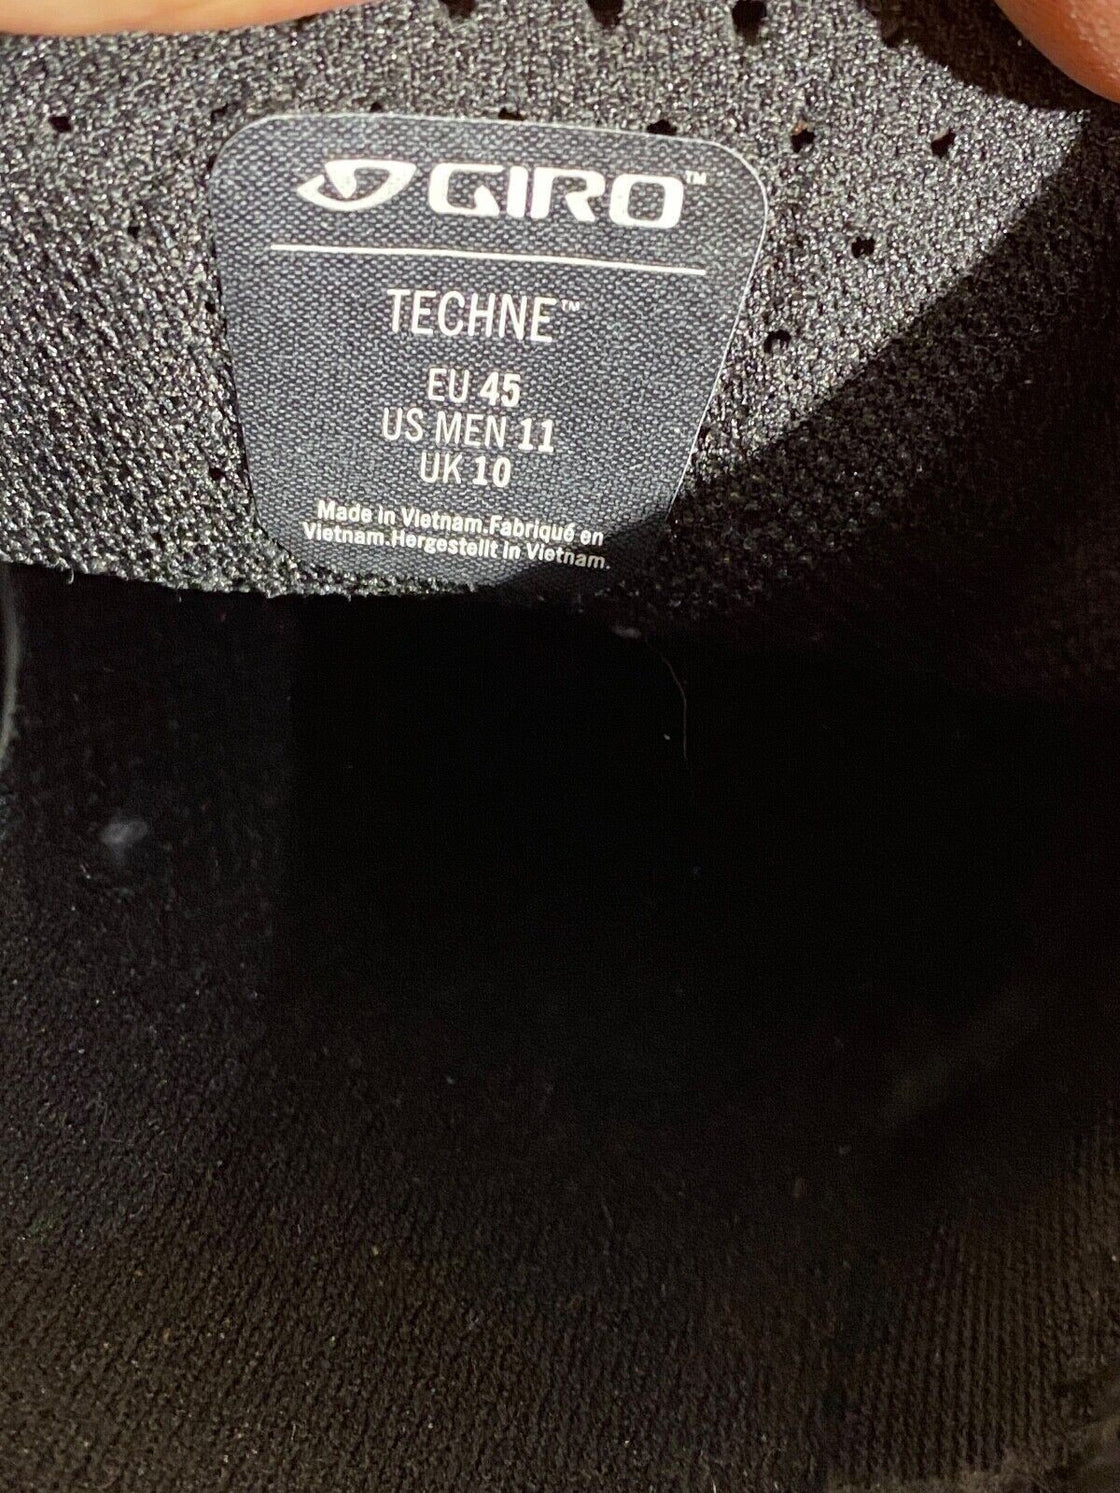 GIRO™
TECHNE™
EU 45
US MEN 11
UK 10
Made in Vietnam.Fabriqué en
Vietnam.Hergestellt in Vietnam.